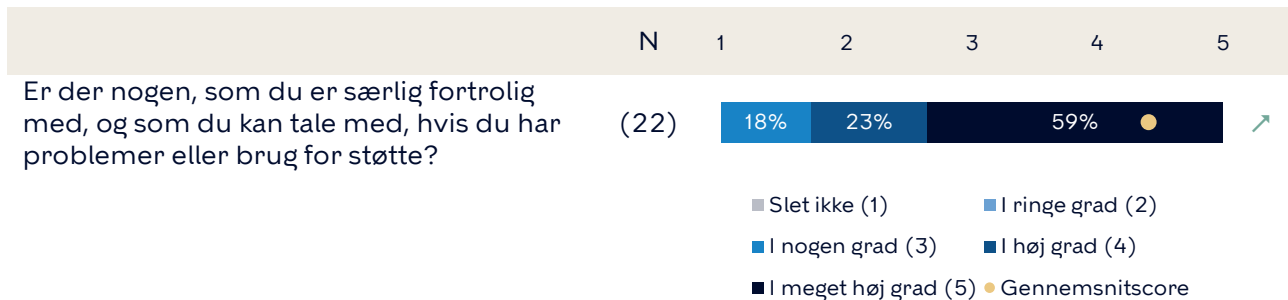 N 1 2 3 4 5
Er der nogen, som du er særlig fortrolig
med, og som du kan tale med, hvis du har
problemer eller brug for støtte?
(22) 18% 23% 59% ↗
Slet ikke (1) I ringe grad (2)
I nogen grad (3) I høj grad (4)
I meget høj grad (5) Gennemsnitscore